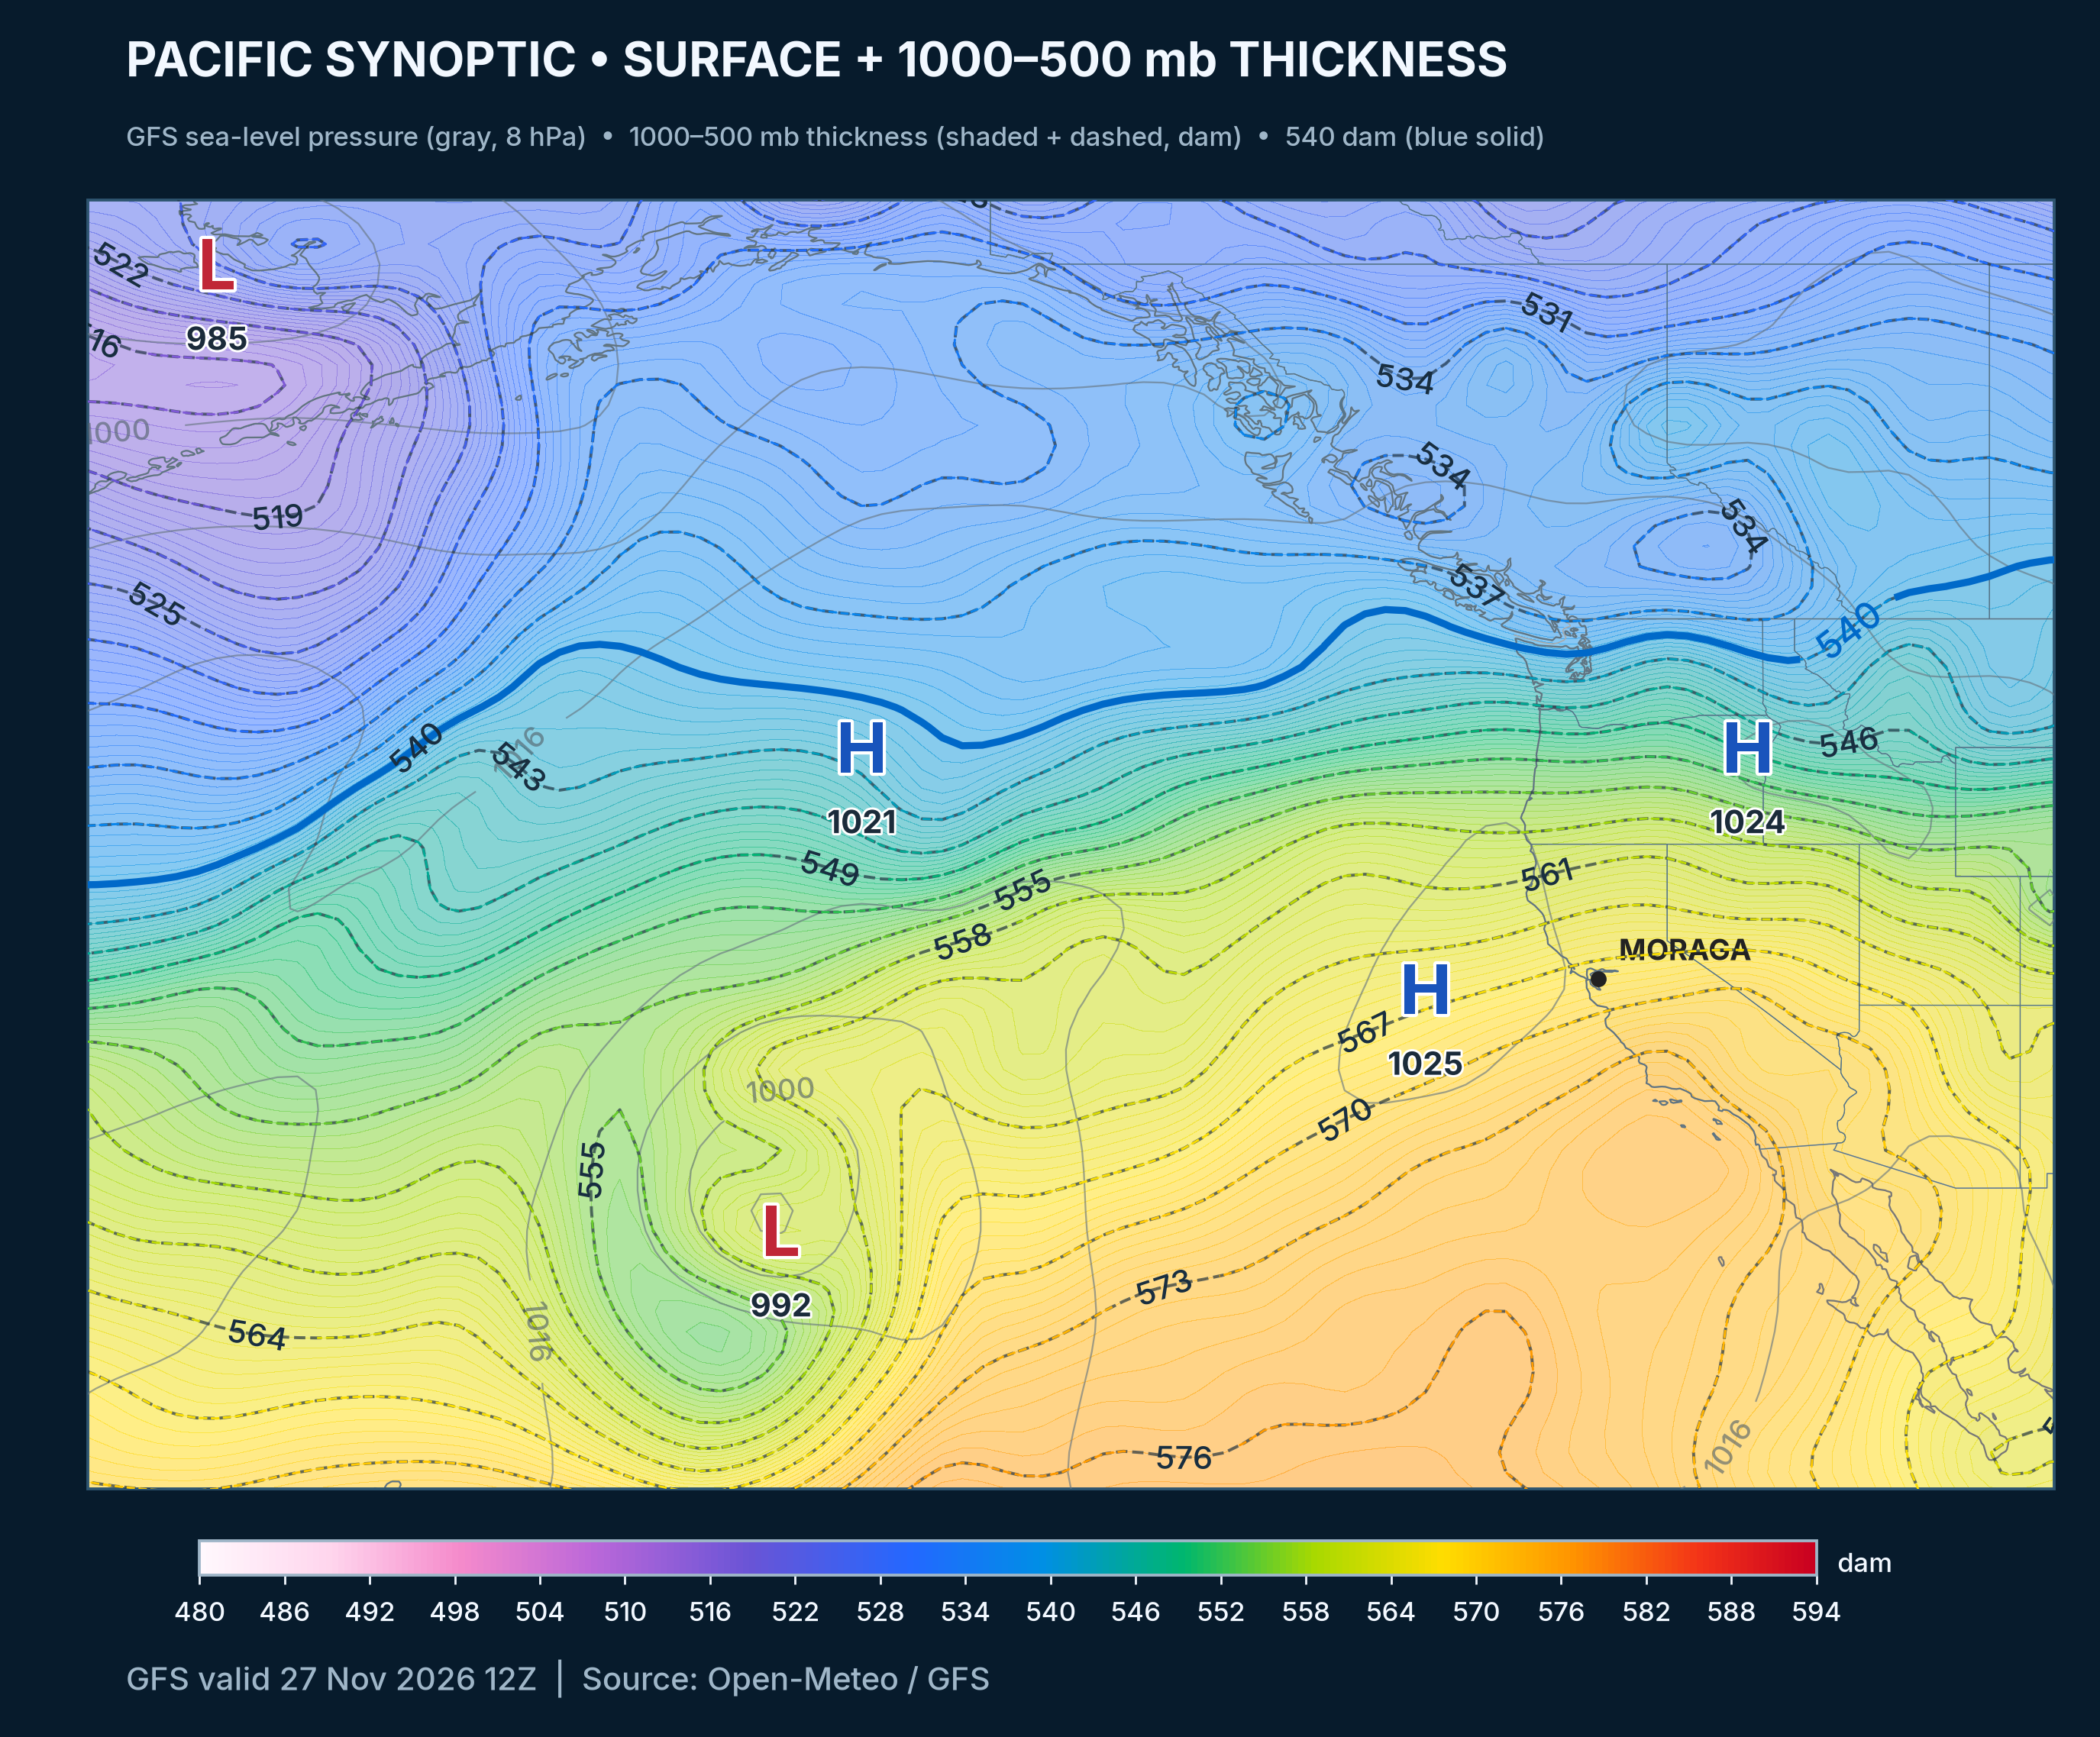 PACIFIC SYNOPTIC • SURFACE + 1000–500 mb THICKNESS
GFS sea-level pressure (gray, 8 hPa) • 1000–500 mb thickness (shaded + dashed, dam) • 540 dam (blue solid)
522
L
985
531
534
1000
534
519
534
525
537
540
540
1016
543
H
H
546
1021
1024
549
555
561
558
MORAGA
H
567
1025
1000
570
555
L
573
992
564
1016
576
1016
dam
480 486 492 498 504 510 516 522 528 534 540 546 552 558 564 570 576 582 588 594
GFS valid 27 Nov 2026 12Z | Source: Open-Meteo / GFS